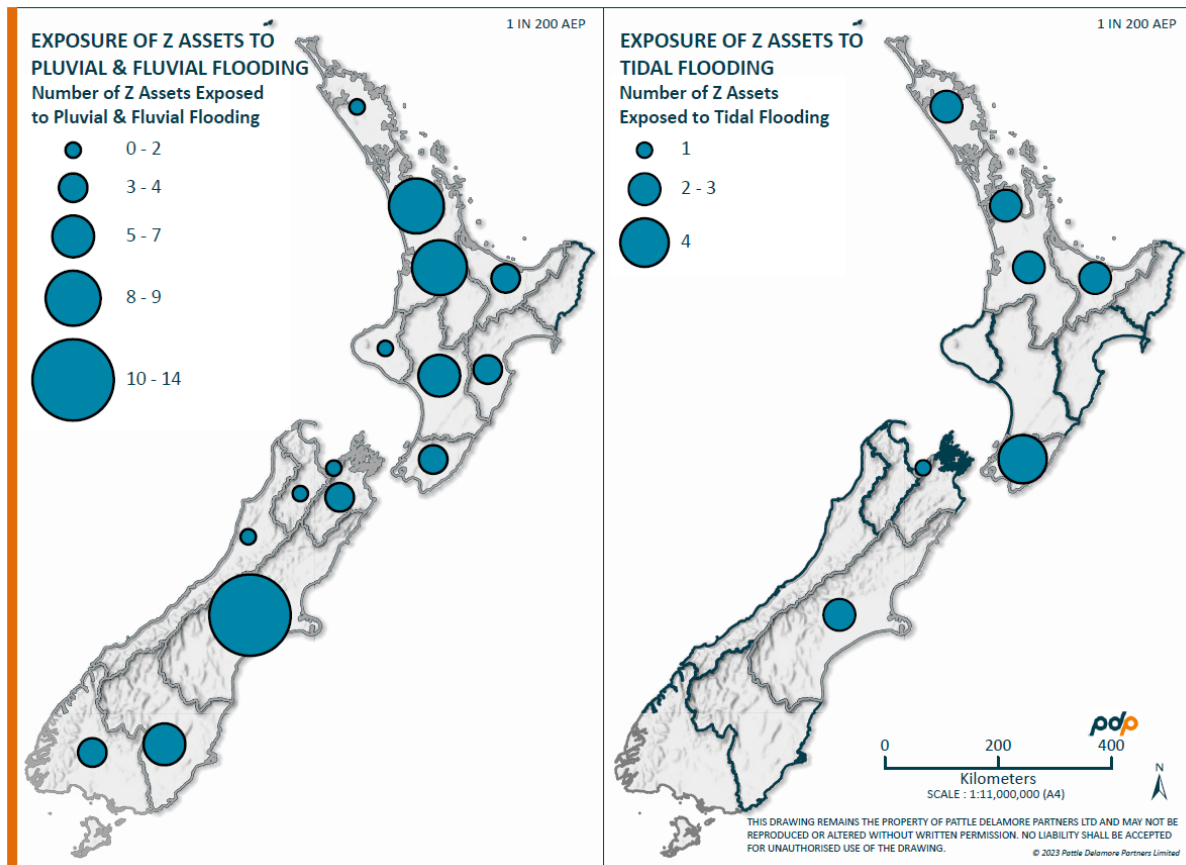 1 IN 200 AEP
EXPOSURE OF Z ASSETS TO
PLUVIAL & FLUVIAL FLOODING
Number of Z Assets Exposed
to Pluvial & Fluvial Flooding
0 - 2
3 - 4
5 - 7
8 - 9
10 - 14
1 IN 200 AEP
EXPOSURE OF Z ASSETS TO
TIDAL FLOODING
Number of Z Assets
Exposed to Tidal Flooding
1
2 - 3
4
pdp
0 200 400
Kilometers
SCALE : 1:11,000,000 (A4)
N
THIS DRAWING REMAINS THE PROPERTY OF PATTLE DELAMORE PARTNERS LTD AND MAY NOT BE
REPRODUCED OR ALTERED WITHOUT WRITTEN PERMISSION. NO LIABILITY SHALL BE ACCEPTED
FOR UNAUTHORISED USE OF THE DRAWING.
© 2023 Pattle Delamore Partners Limited